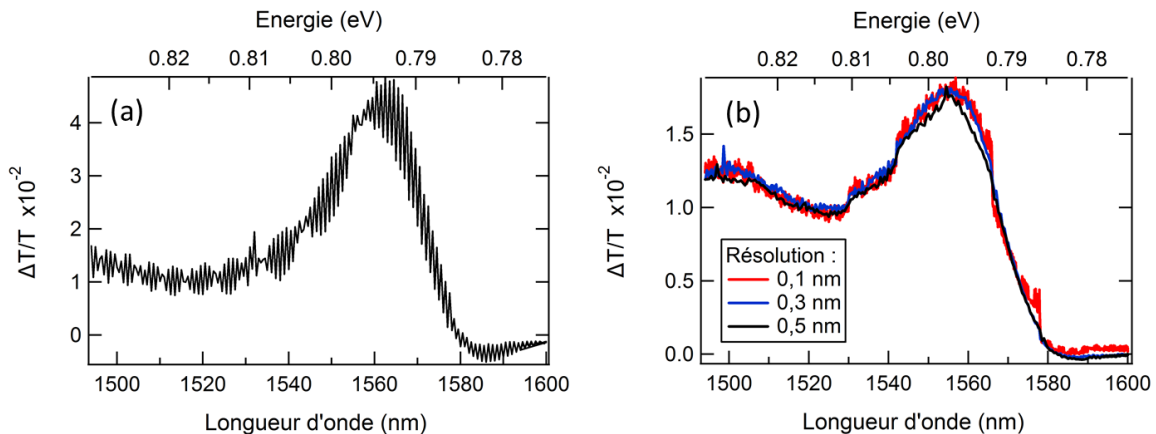 Energie (eV)
0.82 0.81 0.80 0.79 0.78
(a)
ΔT/T x10-2
4
3
2
1
0
1500 1520 1540 1560 1580 1600
Longueur d'onde (nm)
Energie (eV)
0.82 0.81 0.80 0.79 0.78
(b)
ΔT/T x10-2
1.5
1.0
0.5
0.0
Résolution :
0,1 nm
0,3 nm
0,5 nm
1500 1520 1540 1560 1580 1600
Longueur d'onde (nm)